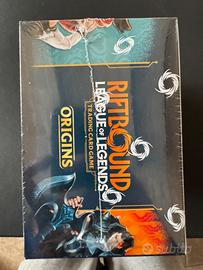 RIFTBOUND
LEAGUE OF LEGENDS
TRADING CARD GAME
ORIGINS
subito